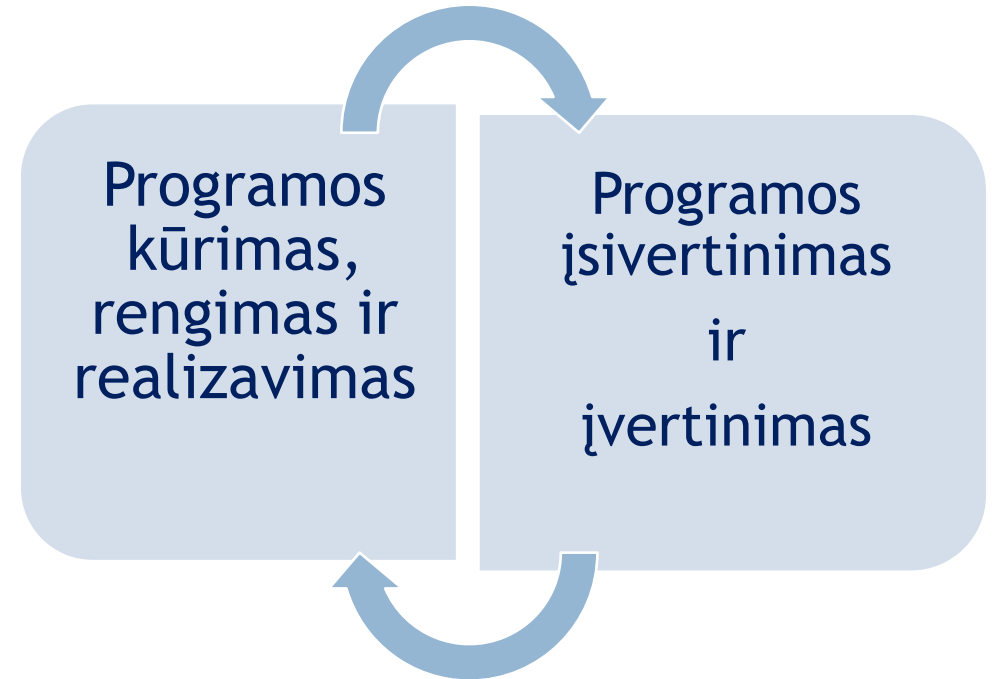 Programos
kūrimas,
rengimas ir
realizavimas
Programos
įsivertinimas
ir
įvertinimas